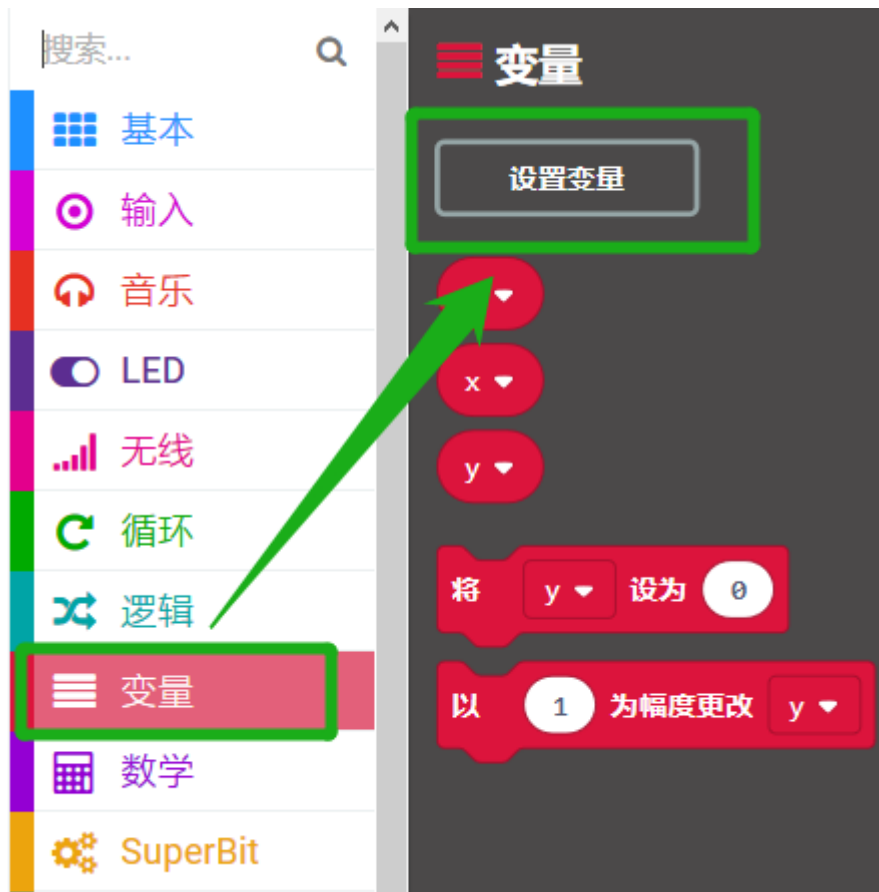 搜索...
基本
输入
音乐
LED
无线
循环
逻辑
变量
数学
SuperBit
变量
设置变量
x
y
将 y 设为 0
以 1 为幅度更改 y